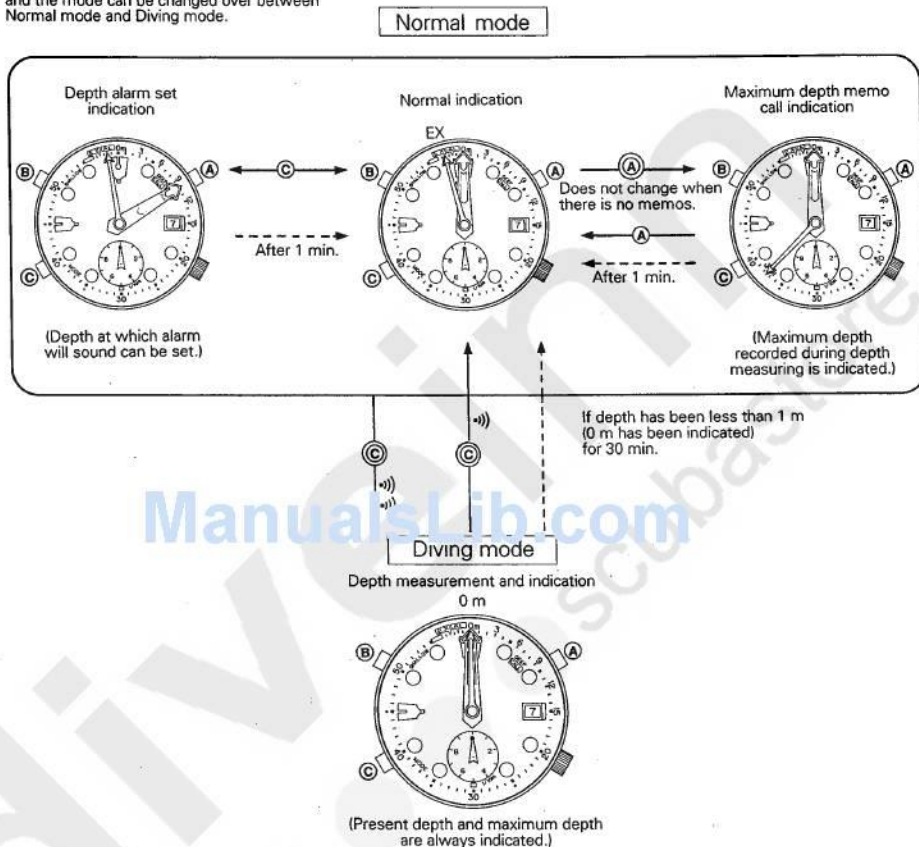 and the mode can be changed over between
Normal mode and Diving mode.
Normal mode
Depth alarm set
indication
Normal indication
Maximum depth memo
call indication
EX
B
A
C
B
A
A
Does not change when
there is no memos.
A
B
A
After 1 min.
After 1 min.
C
C
C
(Depth at which alarm
will sound can be set.)
(Maximum depth
recorded during depth
measuring is indicated.)
If depth has been less than 1 m
(0 m has been indicated)
for 30 min.
C
C
ManualsLib.com
Diving mode
Depth measurement and indication
0 m
B
A
C
(Present depth and maximum depth
are always indicated.)
diveinn
scubastore